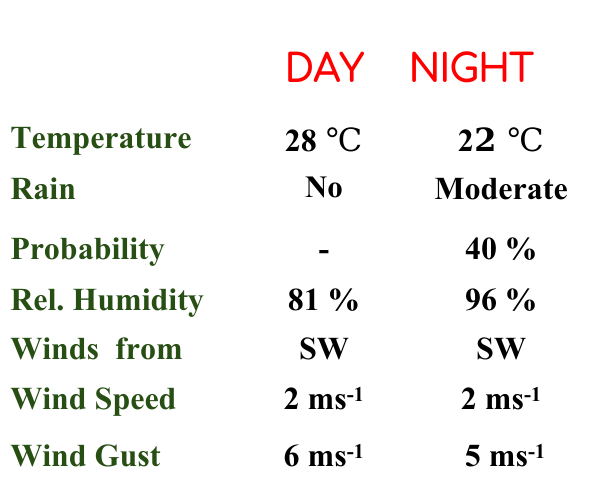 DAY NIGHT
Temperature 28 °C 22 °C
Rain No Moderate
Probability - 40 %
Rel. Humidity 81 % 96 %
Winds from SW SW
Wind Speed 2 ms-1 2 ms-1
Wind Gust 6 ms-1 5 ms-1